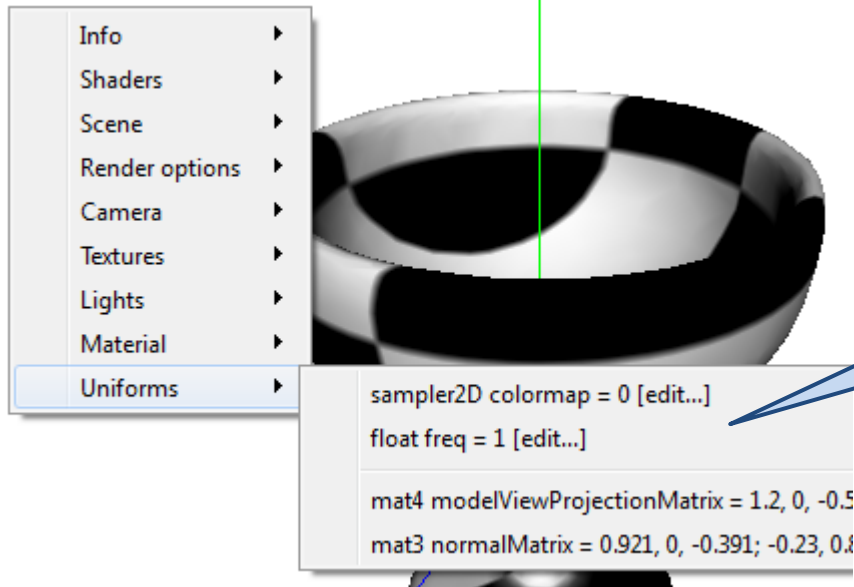 Info
Shaders
Scene
Render options
Camera
Textures
Lights
Material
Uniforms
sampler2D colormap = 0 [edit...]
float freq = 1 [edit...]
mat4 modelViewProjectionMatrix = 1.2, 0, -0.5
mat3 normalMatrix = 0.921, 0, -0.391; -0.23, 0.8